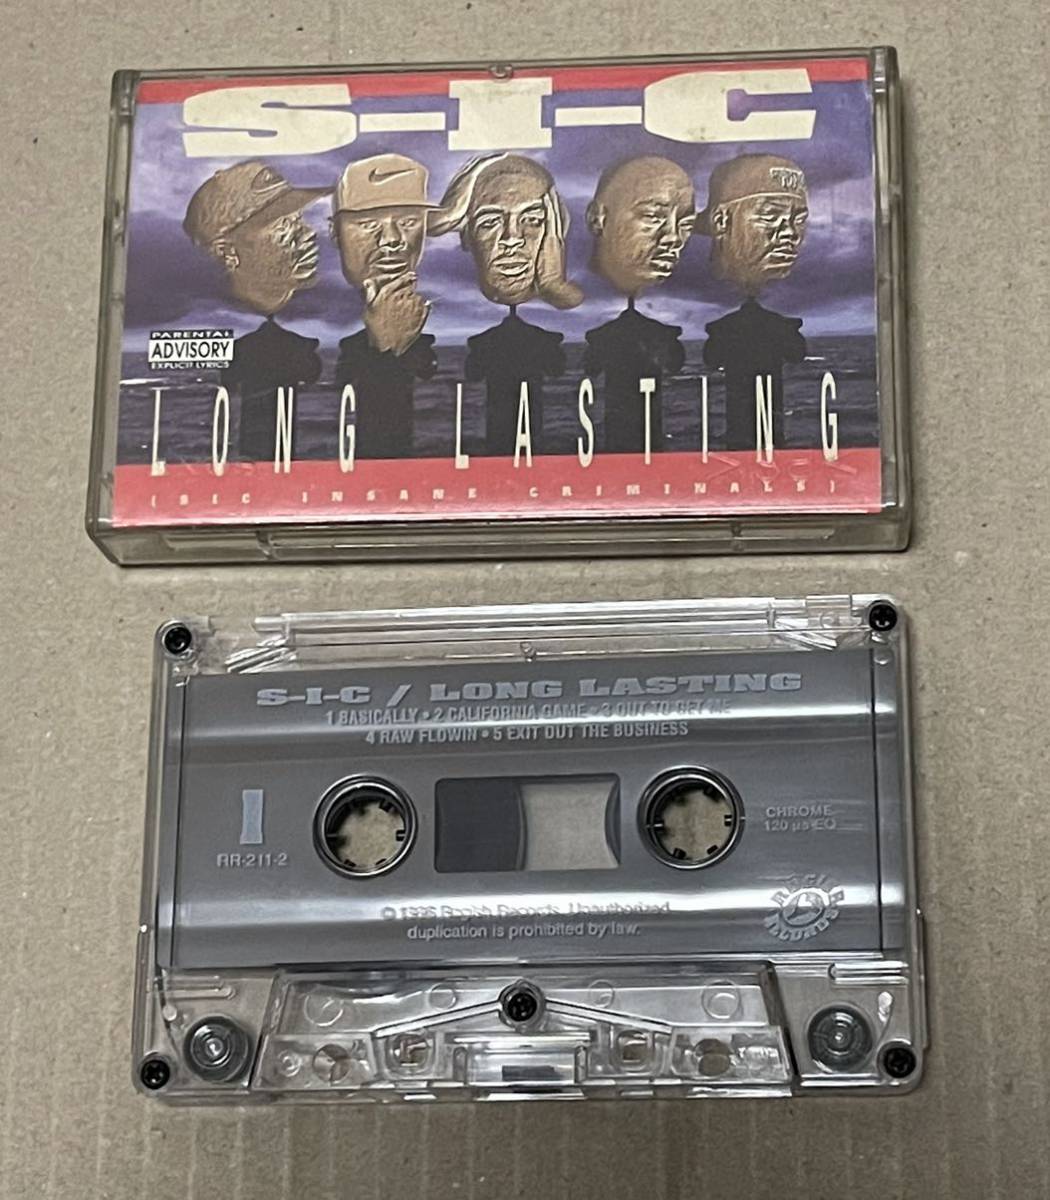 S-I-C
PARENTAL
ADVISORY
EXPLICIT LYRICS
LONG LASTING
(SIC INSANE CRIMINALS)
S-I-C / LONG LASTING
1 BASICALLY • 2 CALIFORNIA GAME • 3 OUT TO GET ME
4 RAW FLOWIN • 5 EXIT OUT THE BUSINESS
I
RR-211-2
CHROME
120 µs EQ
© Records. Unauthorized
duplication is prohibited by law.